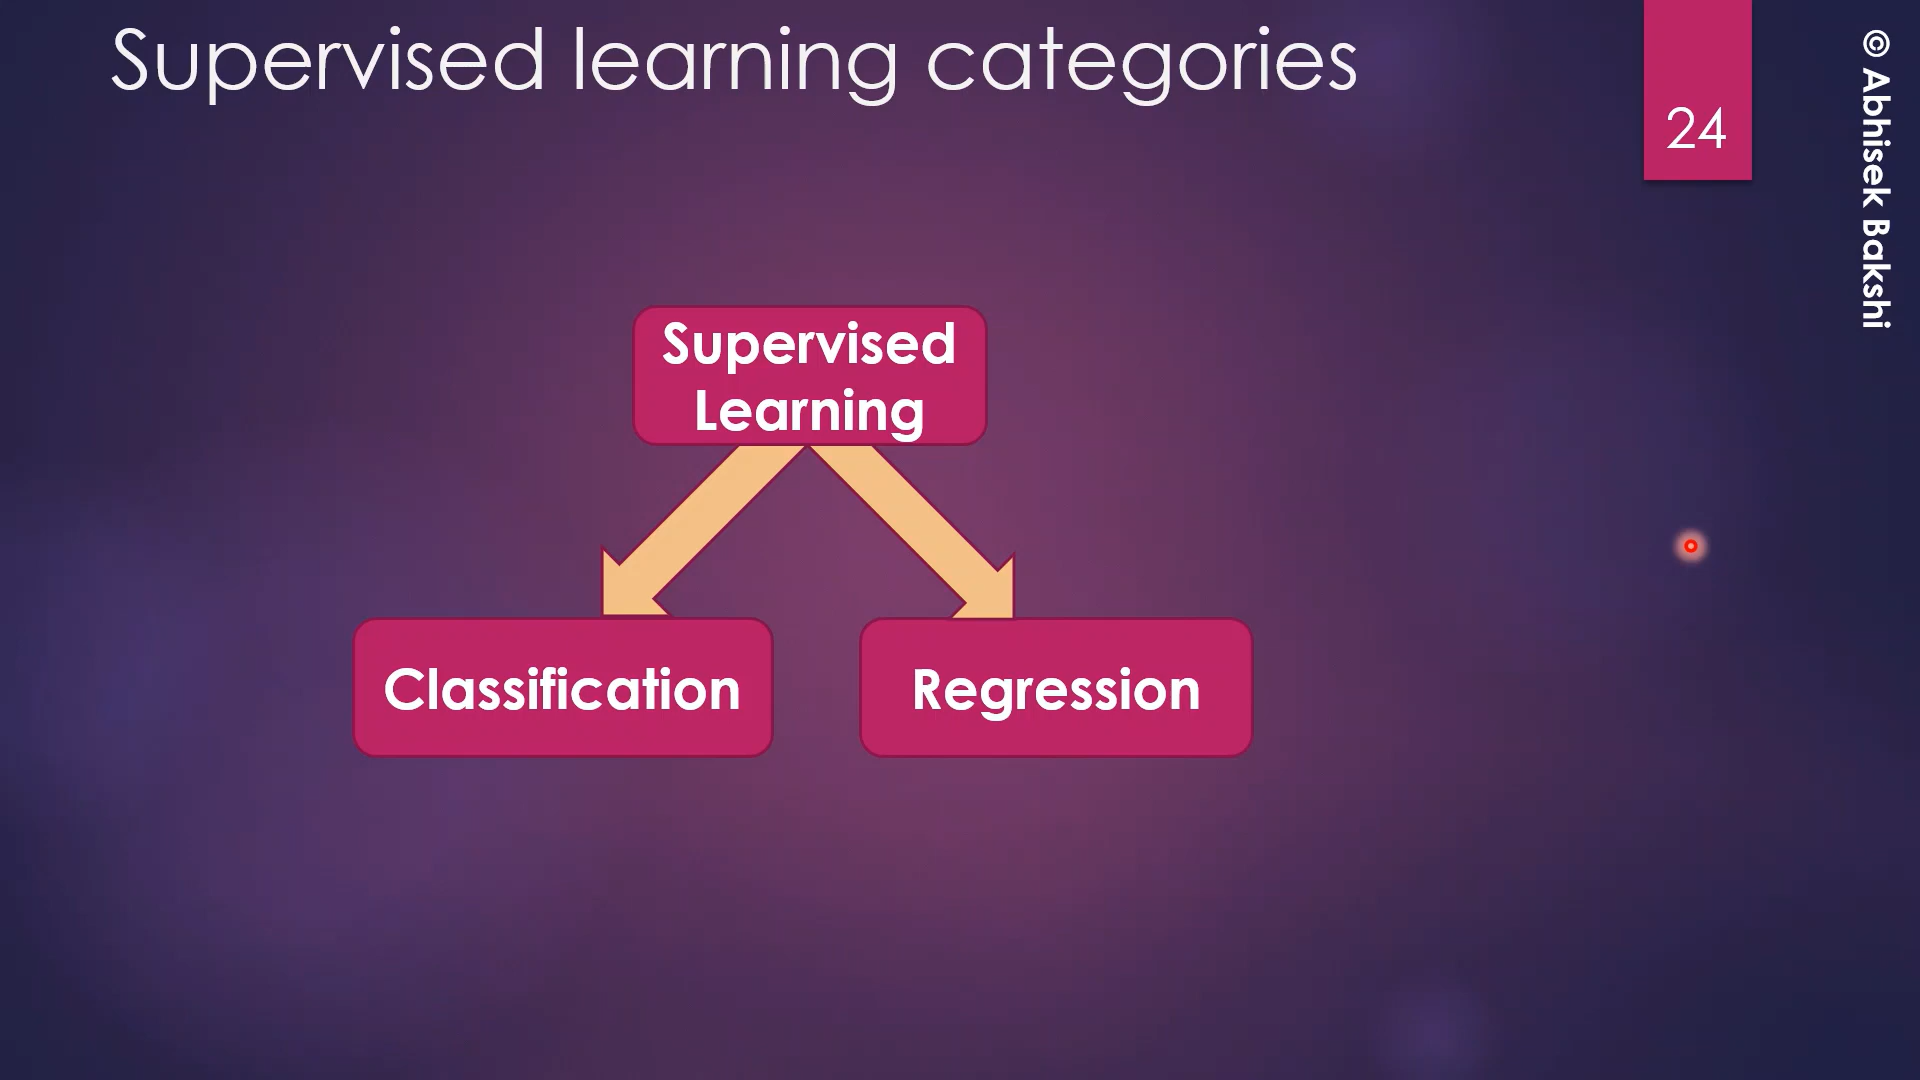 Supervised learning categories
24
© Abhisek Bakshi
Supervised
Learning
Classification
Regression